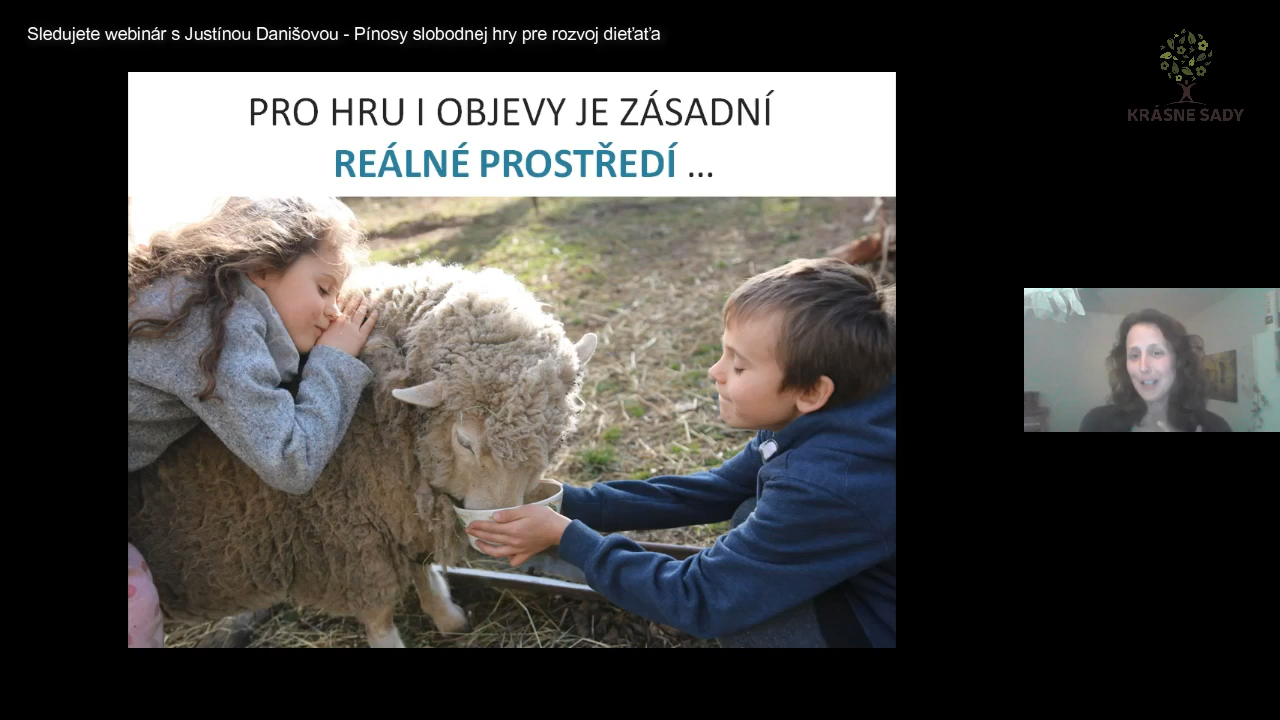 Sledujete webinár s Justínou Danišovou - Pínosy slobodnej hry pre rozvoj dieťaťa
KRÁSNE SADY
PRO HRU I OBJEVY JE ZÁSADNÍ
REÁLNÉ PROSTŘEDÍ ...